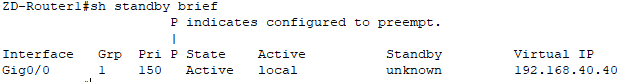 ZD-Router1#sh standby brief
P indicates configured to preempt.
|
Interface Grp Pri P State Active Standby Virtual IP
Gig0/0 1 150 Active local unknown 192.168.40.40